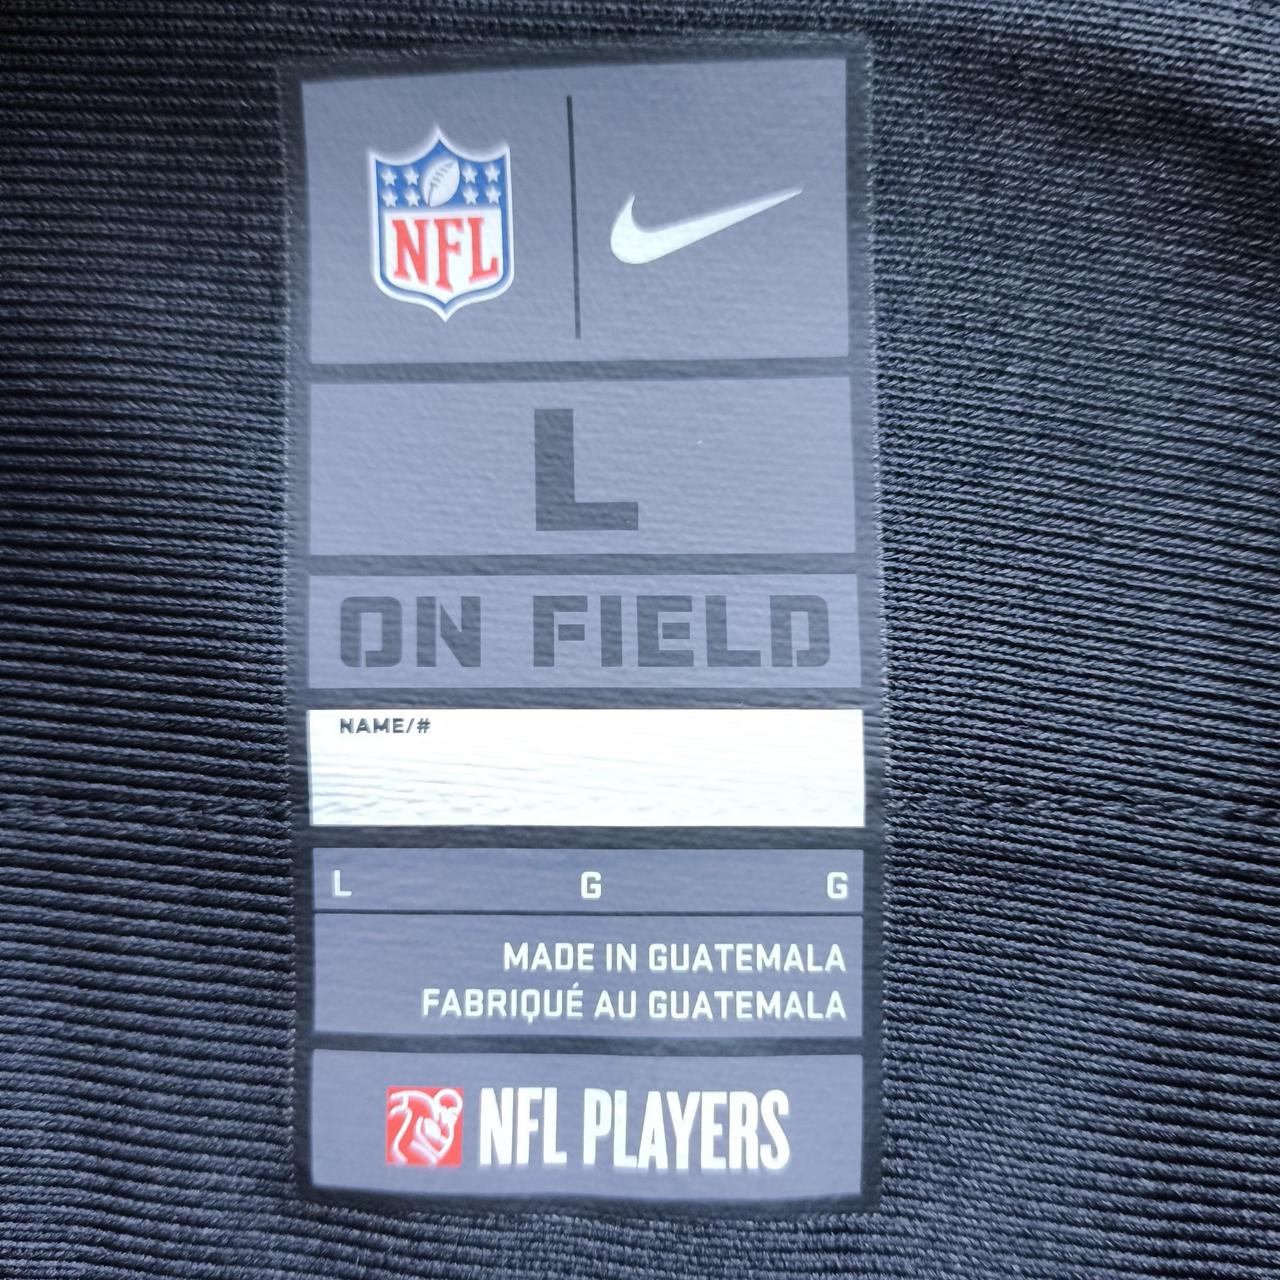 NFL
L
ON FIELD
NAME/#
L G G
MADE IN GUATEMALA
FABRIQUÉ AU GUATEMALA
NFL PLAYERS